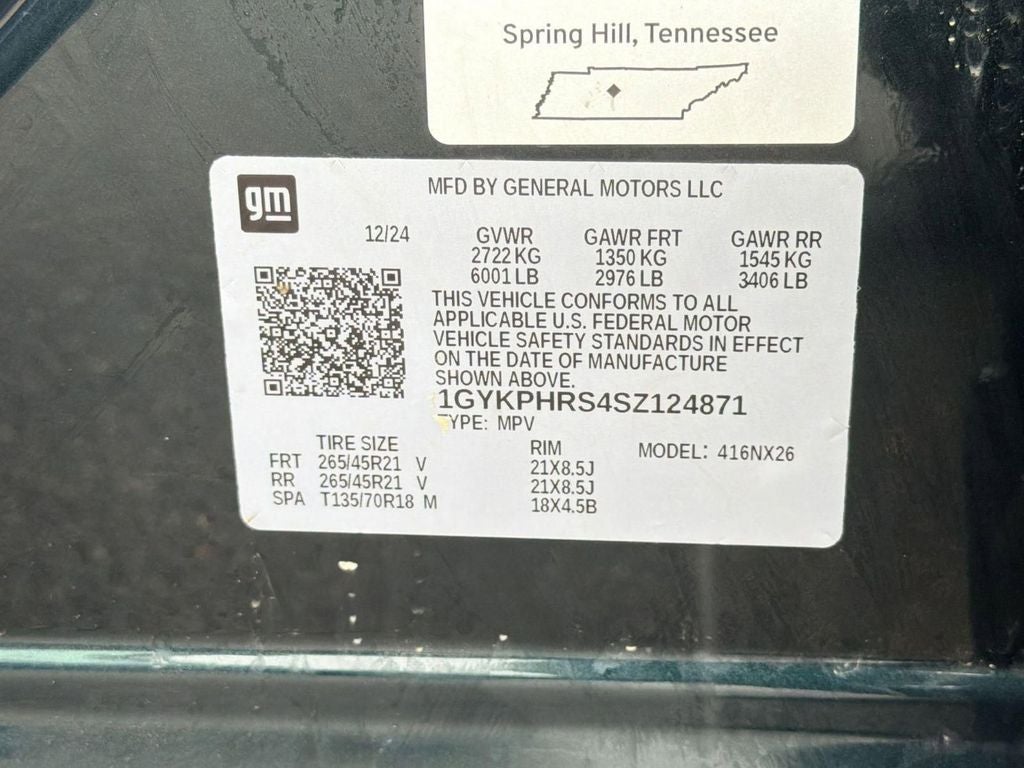 Spring Hill, Tennessee
gm
MFD BY GENERAL MOTORS LLC
12/24 GVWR GAWR FRT GAWR RR
2722 KG 1350 KG 1545 KG
6001 LB 2976 LB 3406 LB
THIS VEHICLE CONFORMS TO ALL
APPLICABLE U.S. FEDERAL MOTOR
VEHICLE SAFETY STANDARDS IN EFFECT
ON THE DATE OF MANUFACTURE
SHOWN ABOVE.
1GYKPHRS4SZ124871
TYPE: MPV
TIRE SIZE RIM MODEL: 416NX26
FRT 265/45R21 V 21X8.5J
RR 265/45R21 V 21X8.5J
SPA T135/70R18 M 18X4.5B